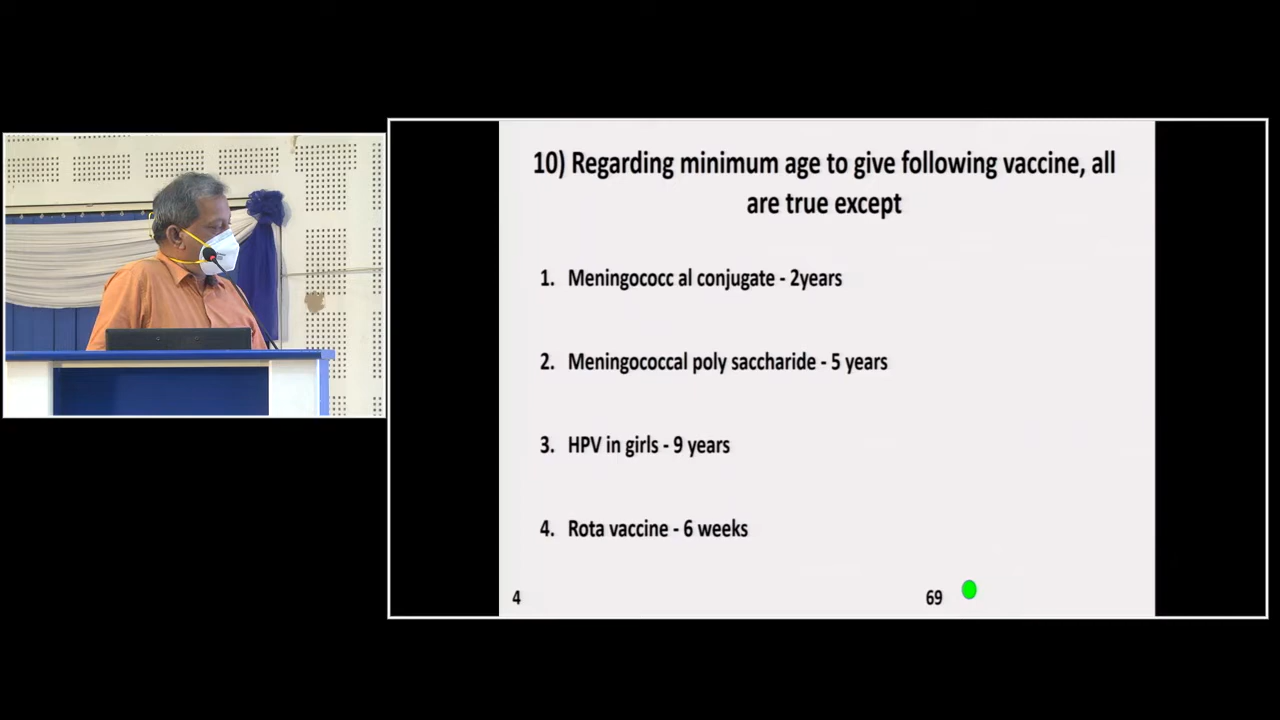 10) Regarding minimum age to give following vaccine, all
are true except
1. Meningococc al conjugate - 2years
2. Meningococcal poly saccharide - 5 years
3. HPV in girls - 9 years
4. Rota vaccine - 6 weeks
4 69